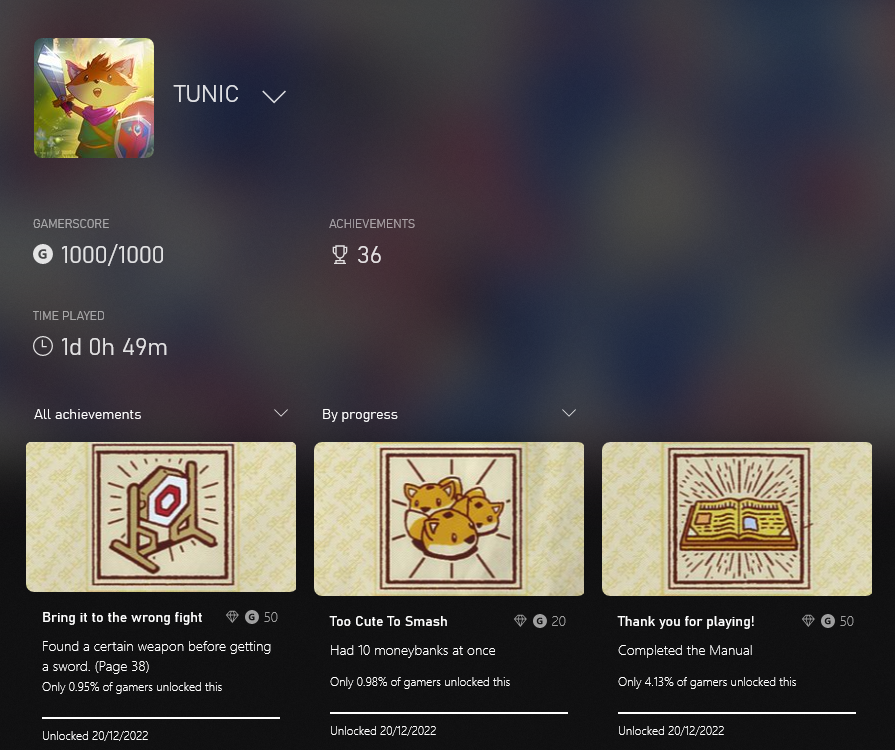 TUNIC
GAMERSCORE
G 1000/1000
ACHIEVEMENTS
36
TIME PLAYED
1d 0h 49m
All achievements
By progress
Bring it to the wrong fight
G 50
Found a certain weapon before getting
a sword. (Page 38)
Only 0.95% of gamers unlocked this
Unlocked 20/12/2022
Too Cute To Smash
G 20
Had 10 moneybanks at once
Only 0.98% of gamers unlocked this
Unlocked 20/12/2022
Thank you for playing!
G 50
Completed the Manual
Only 4.13% of gamers unlocked this
Unlocked 20/12/2022